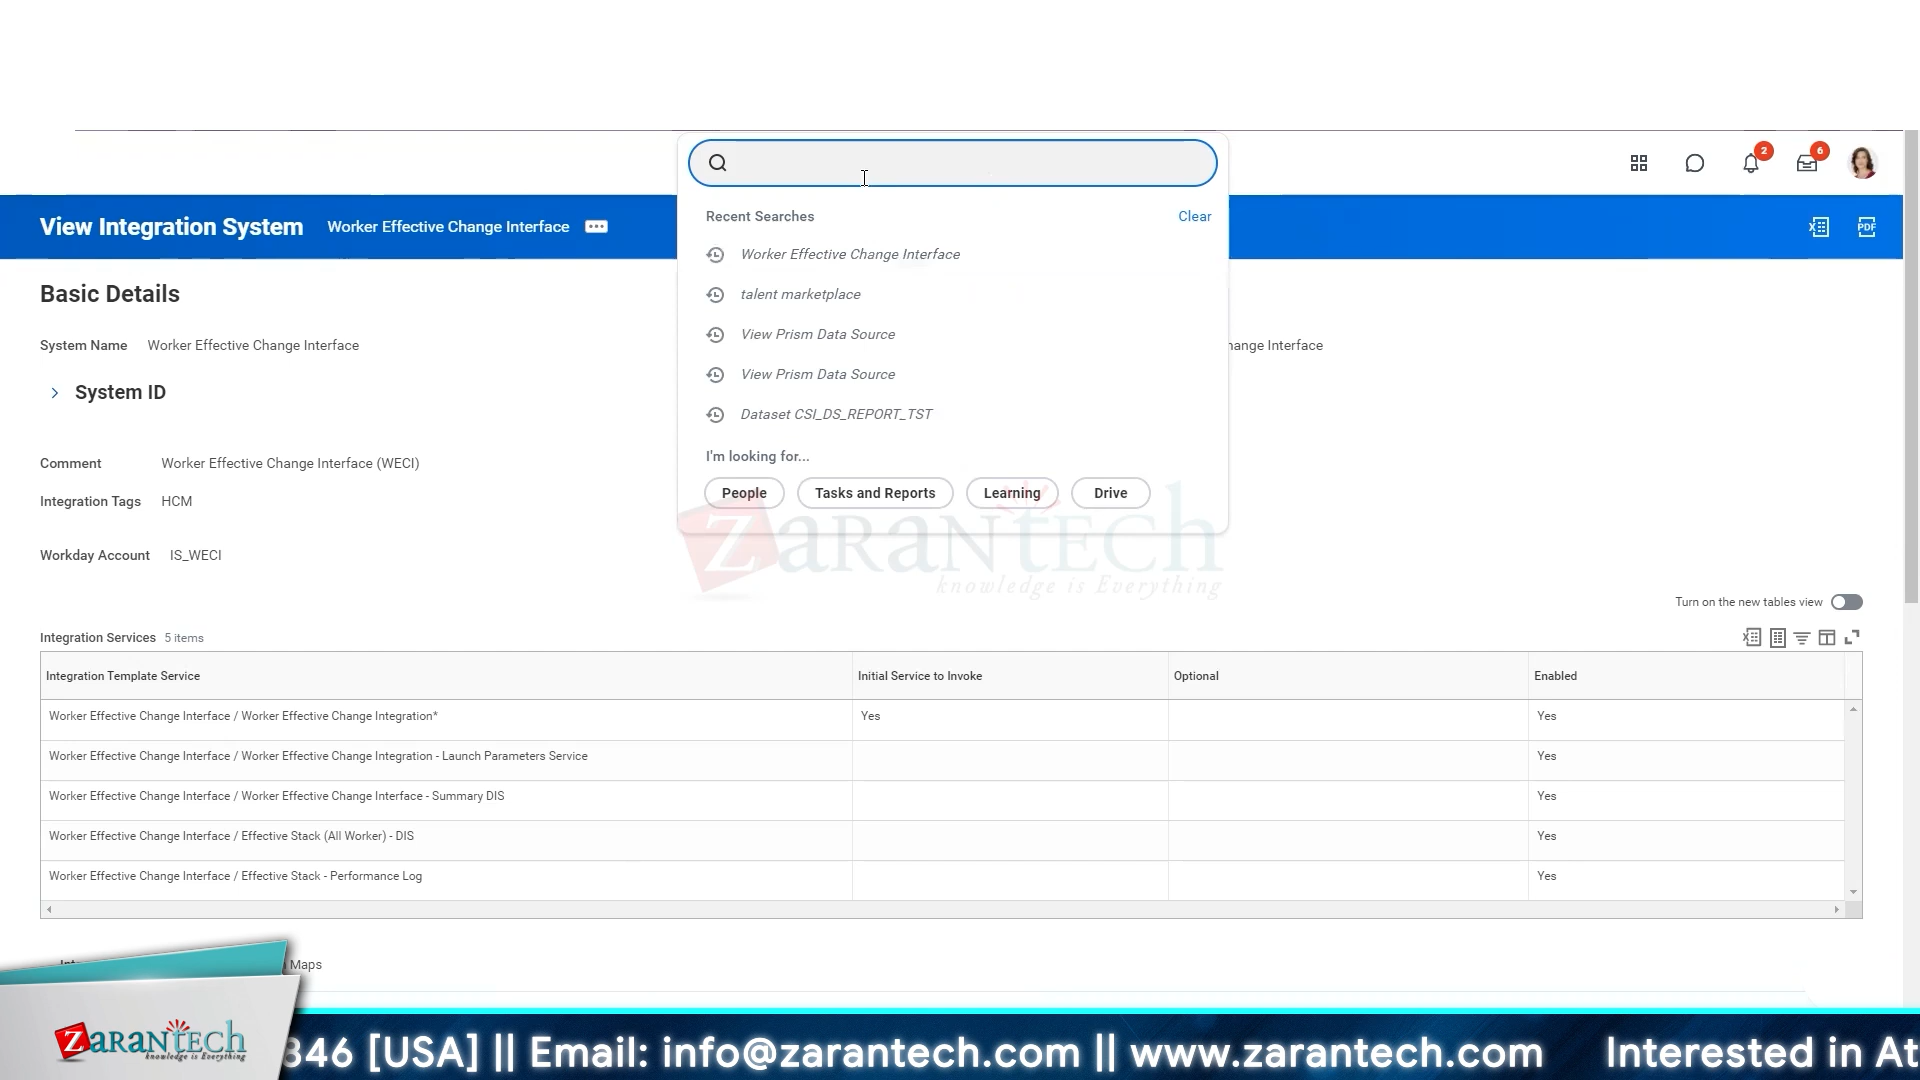 2
6
View Integration System Worker Effective Change Interface
PDF
Recent Searches Clear
Worker Effective Change Interface
talent marketplace
View Prism Data Source
View Prism Data Source
Dataset CSI_DS_REPORT_TST
I'm looking for...
People Tasks and Reports Learning Drive
Basic Details
System Name Worker Effective Change Interface
Interface
System ID
Comment Worker Effective Change Interface (WECI)
Integration Tags HCM
Workday Account IS_WECI
ZaranTech
knowledge is Everything
Turn on the new tables view
Integration Services 5 items
Integration Template Service Initial Service to Invoke Optional Enabled
Worker Effective Change Interface / Worker Effective Change Integration* Yes Yes
Worker Effective Change Interface / Worker Effective Change Integration - Launch Parameters Service Yes
Worker Effective Change Interface / Worker Effective Change Interface - Summary DIS Yes
Worker Effective Change Interface / Effective Stack (All Worker) - DIS Yes
Worker Effective Change Interface / Effective Stack - Performance Log Yes
Maps
ZaranTech
knowledge is Everything
346 [USA] || Email: info@zarantech.com || www.zarantech.com Interested in At